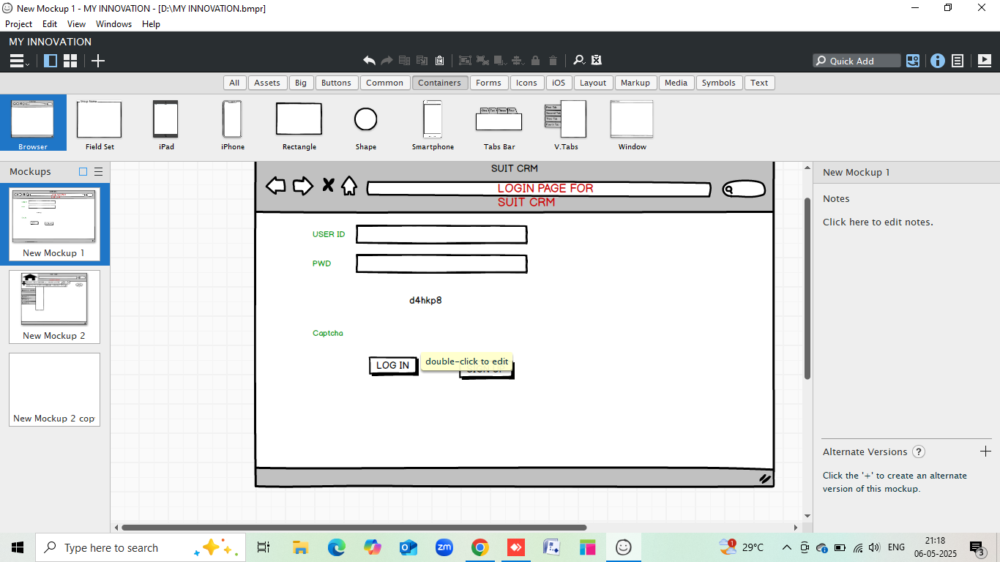 New Mockup 1 - MY INNOVATION - [D:\MY INNOVATION.bmpr]
Project Edit View Windows Help
MY INNOVATION
Quick Add
All Assets Big Buttons Common Containers Forms Icons iOS Layout Markup Media Symbols Text
Browser Field Set iPad iPhone Rectangle Shape Smartphone Tabs Bar V.Tabs Window
Mockups
New Mockup 1
New Mockup 2
New Mockup 2 cop
SUIT CRM
LOGIN PAGE FOR
SUIT CRM
USER ID
PWD
d4hkp8
Captcha
LOG IN
double-click to edit
New Mockup 1
Notes
Click here to edit notes.
Alternate Versions ?
Click the '+' to create an alternate
version of this mockup.
Type here to search
29°C
ENG
21:18
06-05-2025
3